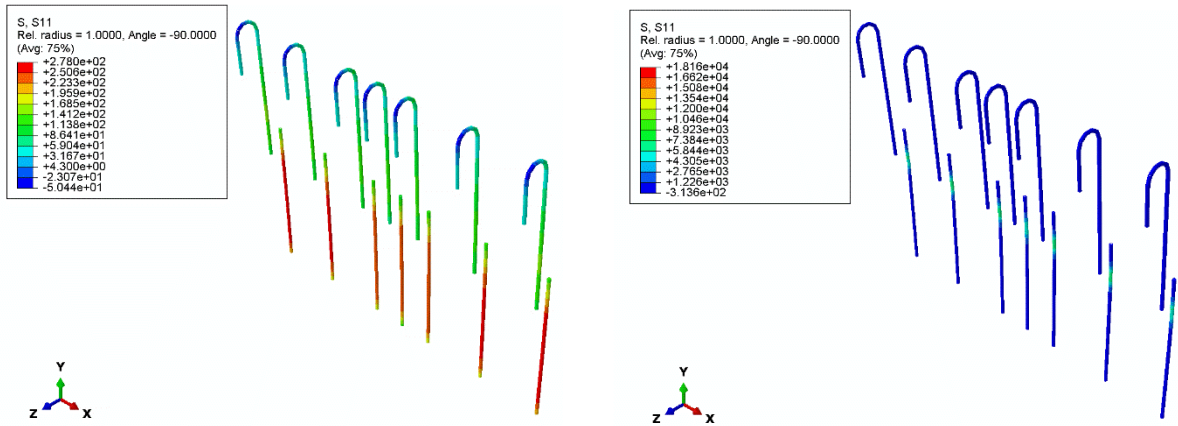 S, S11
Rel. radius = 1.0000, Angle = -90.0000
(Avg: 75%)
+2.780e+02
+2.506e+02
+2.233e+02
+1.959e+02
+1.685e+02
+1.412e+02
+1.138e+02
+8.641e+01
+5.904e+01
+3.167e+01
+4.300e+00
-2.307e+01
-5.044e+01
Y
Z
X
S, S11
Rel. radius = 1.0000, Angle = -90.0000
(Avg: 75%)
+1.816e+04
+1.662e+04
+1.508e+04
+1.354e+04
+1.200e+04
+1.046e+04
+8.923e+03
+7.384e+03
+5.844e+03
+4.305e+03
+2.765e+03
+1.226e+03
-3.136e+02
Y
Z
X